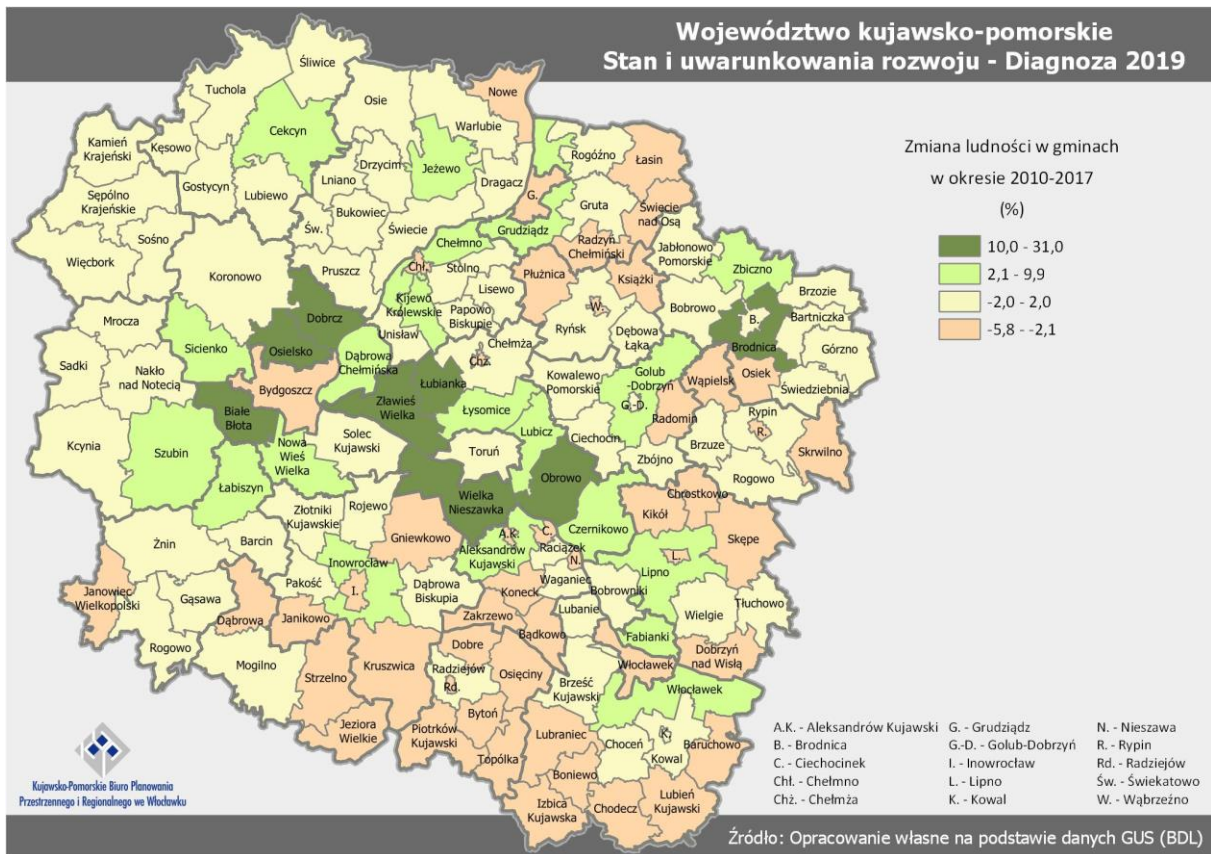 Województwo kujawsko-pomorskie
Stan i uwarunkowania rozwoju - Diagnoza 2019
Zmiana ludności w gminach
w okresie 2010-2017
(%)
10,0 - 31,0
2,1 - 9,9
-2,0 - 2,0
-5,8 - -2,1
Śliwice
Tuchola
Cekcyn
Osie
Nowe
Warlubie
Kamień
Krajeński
Kęsowo
Gostycyn
Lubiewo
Lniano
Drzycim
Jeżewo
Dragacz
Rogóźno
Łasin
G.
Gruta
Sępólno
Krajeńskie
Sośno
Więcbork
Św.
Bukowiec
Świecie
Grudziądz
Świecie
nad Osą
Radzyń
Chełmiński
Chełmno
Koronowo
Pruszcz
Chł.
Stolno
Płużnica
Książki
Jabłonowo
Pomorskie
Zbiczno
Brzozie
Bartniczka
Kijewo
Królewskie
Lisewo
Papowo
Biskupie
W.
Bobrowo
B.
Brodnica
Mrocza
Dobrcz
Unisław
Ryńsk
Dębowa
Łąka
Górzno
Sicienko
Osielsko
Dąbrowa
Chełmińska
Chełmża
Chż.
Sadki
Nakło
nad Notecią
Bydgoszcz
Łubianka
Zławieś
Wielka
Kowalewo
Pomorskie
Golub
-Dobrzyń
G.-D.
Wąpielsk
Osiek
Świedziebnia
Białe
Błota
Łysomice
Radomin
Rypin
R.
Kcynia
Szubin
Nowa
Wieś
Wielka
Solec
Kujawski
Toruń
Lubicz
Ciechocin
Zbójno
Brzuze
Skrwilno
Łabiszyn
Wielka
Nieszawka
Obrowo
Rogowo
Złotniki
Kujawskie
Rojewo
Gniewkowo
Czernikowo
Kikół
Chrostkowo
Żnin
Barcin
A.K.
C.
Aleksandrów
Kujawski
Raciążek
N.
Skępe
Inowrocław
I.
Lipno
L.
Janowiec
Wielkopolski
Gąsawa
Pakość
Dąbrowa
Biskupia
Waganiec
Koneck
Bobrowniki
Tłuchowo
Dąbrowa
Janikowo
Zakrzewo
Lubanie
Wielgie
Rogowo
Bądkowo
Fabianki
Mogilno
Kruszwica
Dobre
Włocławek
Dobrzyń
nad Wisłą
Strzelno
Radziejów
Rd.
Osięciny
Brześć
Kujawski
Włocławek
Jeziora
Wielkie
Piotrków
Kujawski
Bytoń
Lubraniec
Choceń
K.
Kowal
Baruchowo
Topólka
Boniewo
Izbica
Kujawska
Chodecz
Lubień
Kujawski
A.K. - Aleksandrów Kujawski
B. - Brodnica
C. - Ciechocinek
Chł. - Chełmno
Chż. - Chełmża
G. - Grudziądz
G.-D. - Golub-Dobrzyń
I. - Inowrocław
L. - Lipno
K. - Kowal
N. - Nieszawa
R. - Rypin
Rd. - Radziejów
Św. - Świekatowo
W. - Wąbrzeźno
Kujawsko-Pomorskie Biuro Planowania
Przestrzennego i Regionalnego we Włocławku
Źródło: Opracowanie własne na podstawie danych GUS (BDL)